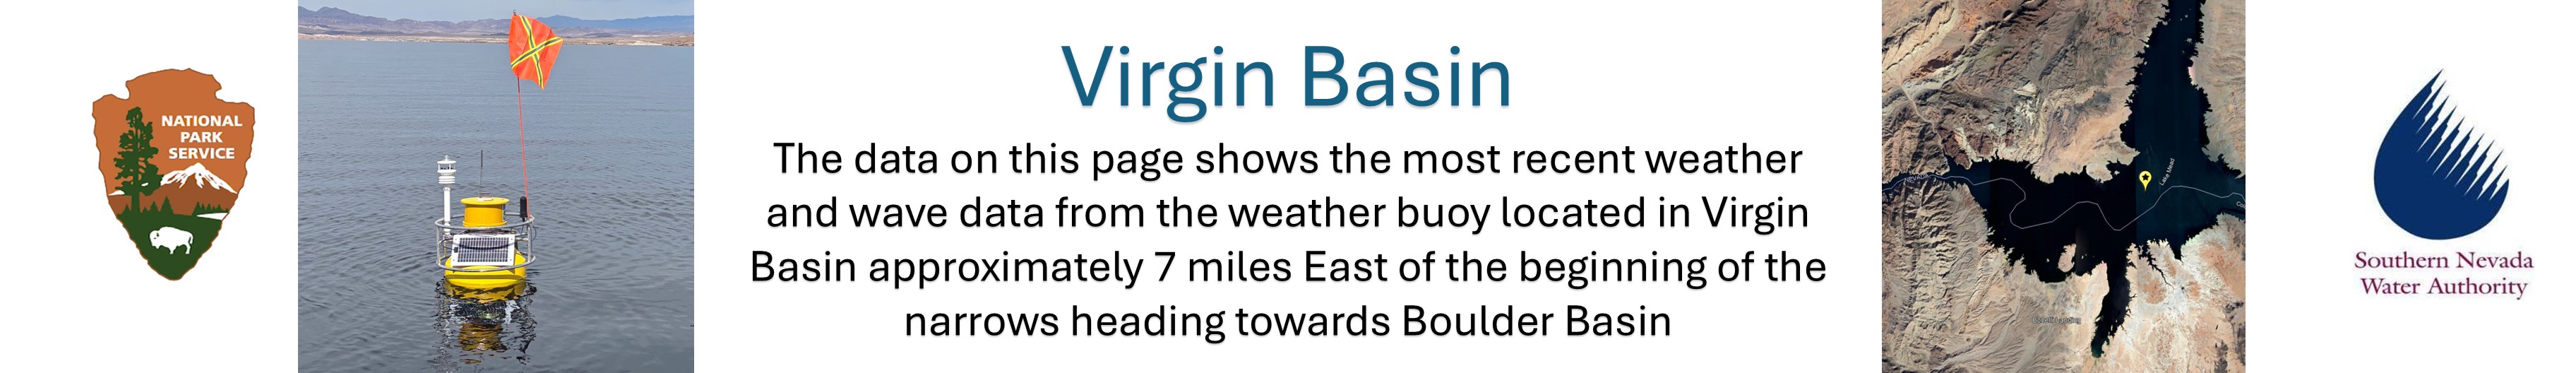 NATIONAL
PARK
SERVICE
Virgin Basin
The data on this page shows the most recent weather
and wave data from the weather buoy located in Virgin
Basin approximately 7 miles East of the beginning of the
narrows heading towards Boulder Basin
Lake Mead
Southern Nevada
Water Authority